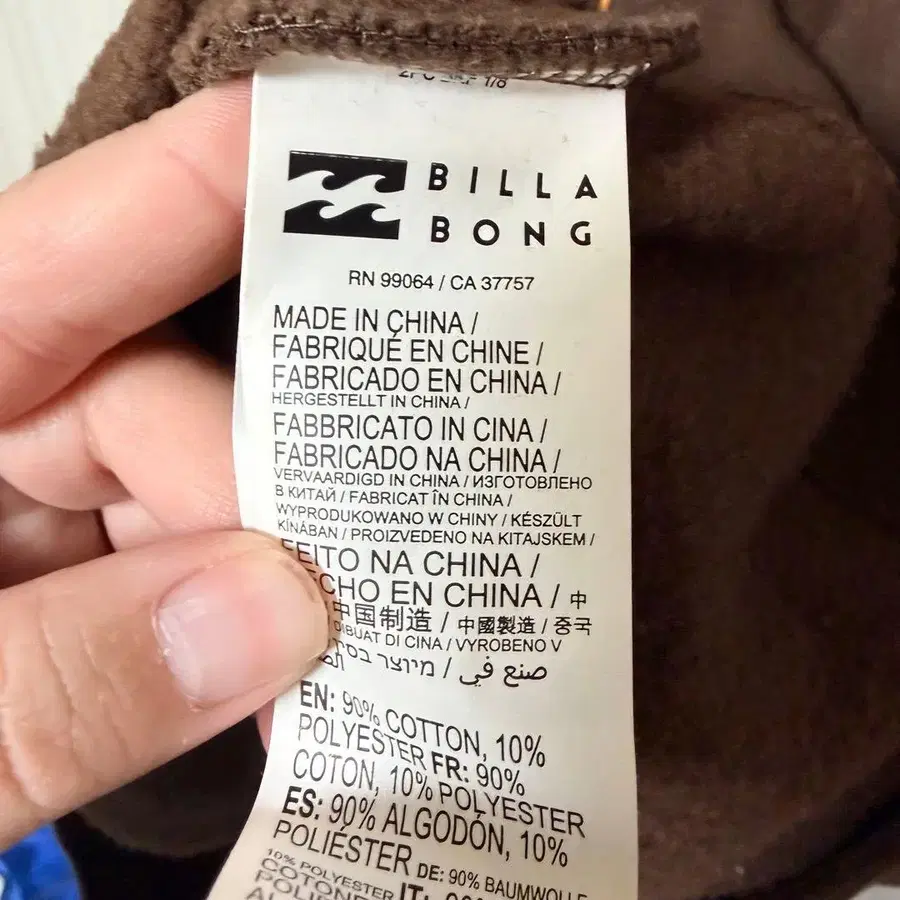 BILLA
BONG
RN 99064 / CA 37757
MADE IN CHINA /
FABRIQUÉ EN CHINE /
FABRICADO EN CHINA /
HERGESTELLT IN CHINA /
FABBRICATO IN CINA /
FABRICADO NA CHINA /
VERVAARDIGD IN CHINA / ИЗГОТОВЛЕНО
В КИТАЙ / FABRICAT ÎN CHINA /
WYPRODUKOWANO W CHINY / KÉSZÜLT
KÍNÁBAN / PROIZVEDENO NA KITAJSKEM /
FEITO NA CHINA /
CHO EN CHINA / 中
中国制造 / 中國製造 / 중국
DI CINA / VYROBENO V
صنع في / מיוצר
EN: 90% COTTON, 10%
POLYESTER FR: 90%
COTON, 10% POLYESTER
ES: 90% ALGODÓN, 10%
POLIÉSTER DE: 90% BAUMWOLLE
10% POLYESTER IT:
COTONE